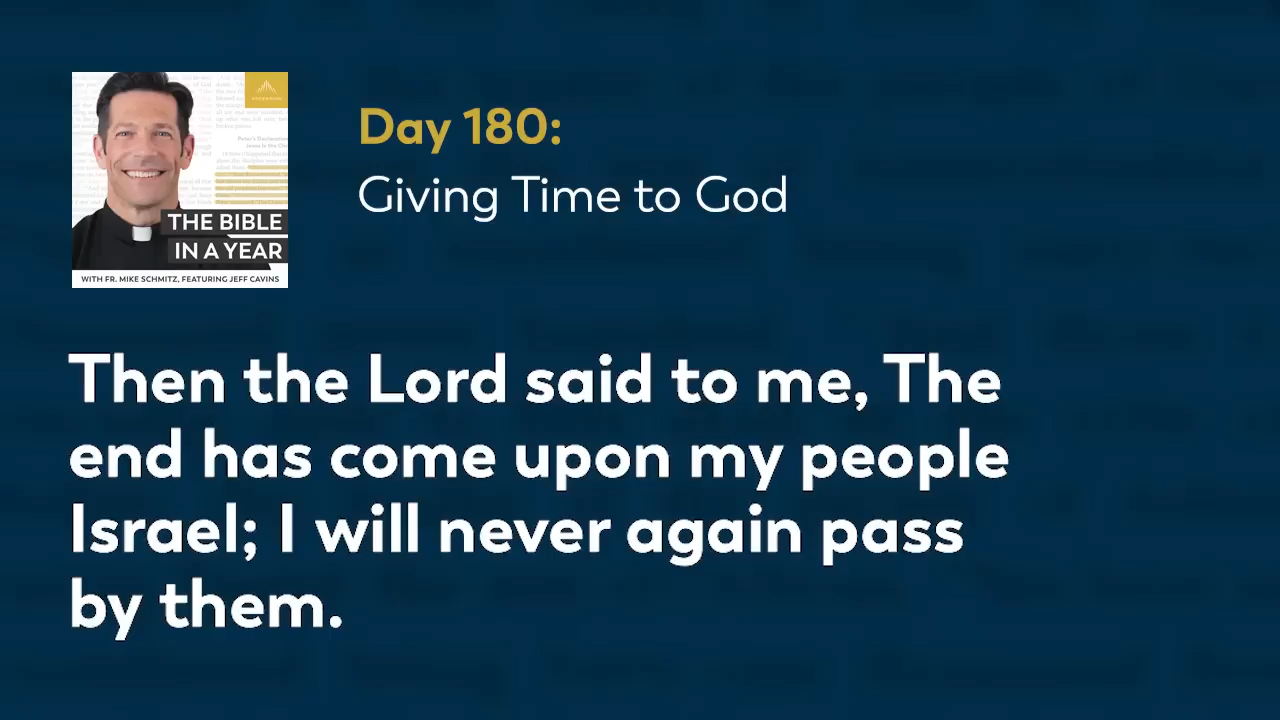 Day 180:
Giving Time to God
THE BIBLE
IN A YEAR
WITH FR. MIKE SCHMITZ, FEATURING JEFF CAVINS
Then the Lord said to me, The
end has come upon my people
Israel; I will never again pass
by them.